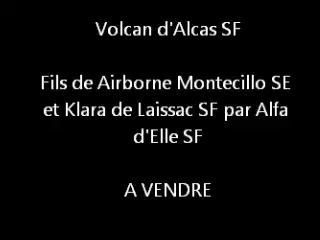 Volcan d'Alcas SF
Fils de Airborne Montecillo SE
et Klara de Laissac SF par Alfa
d'Elle SF
A VENDRE